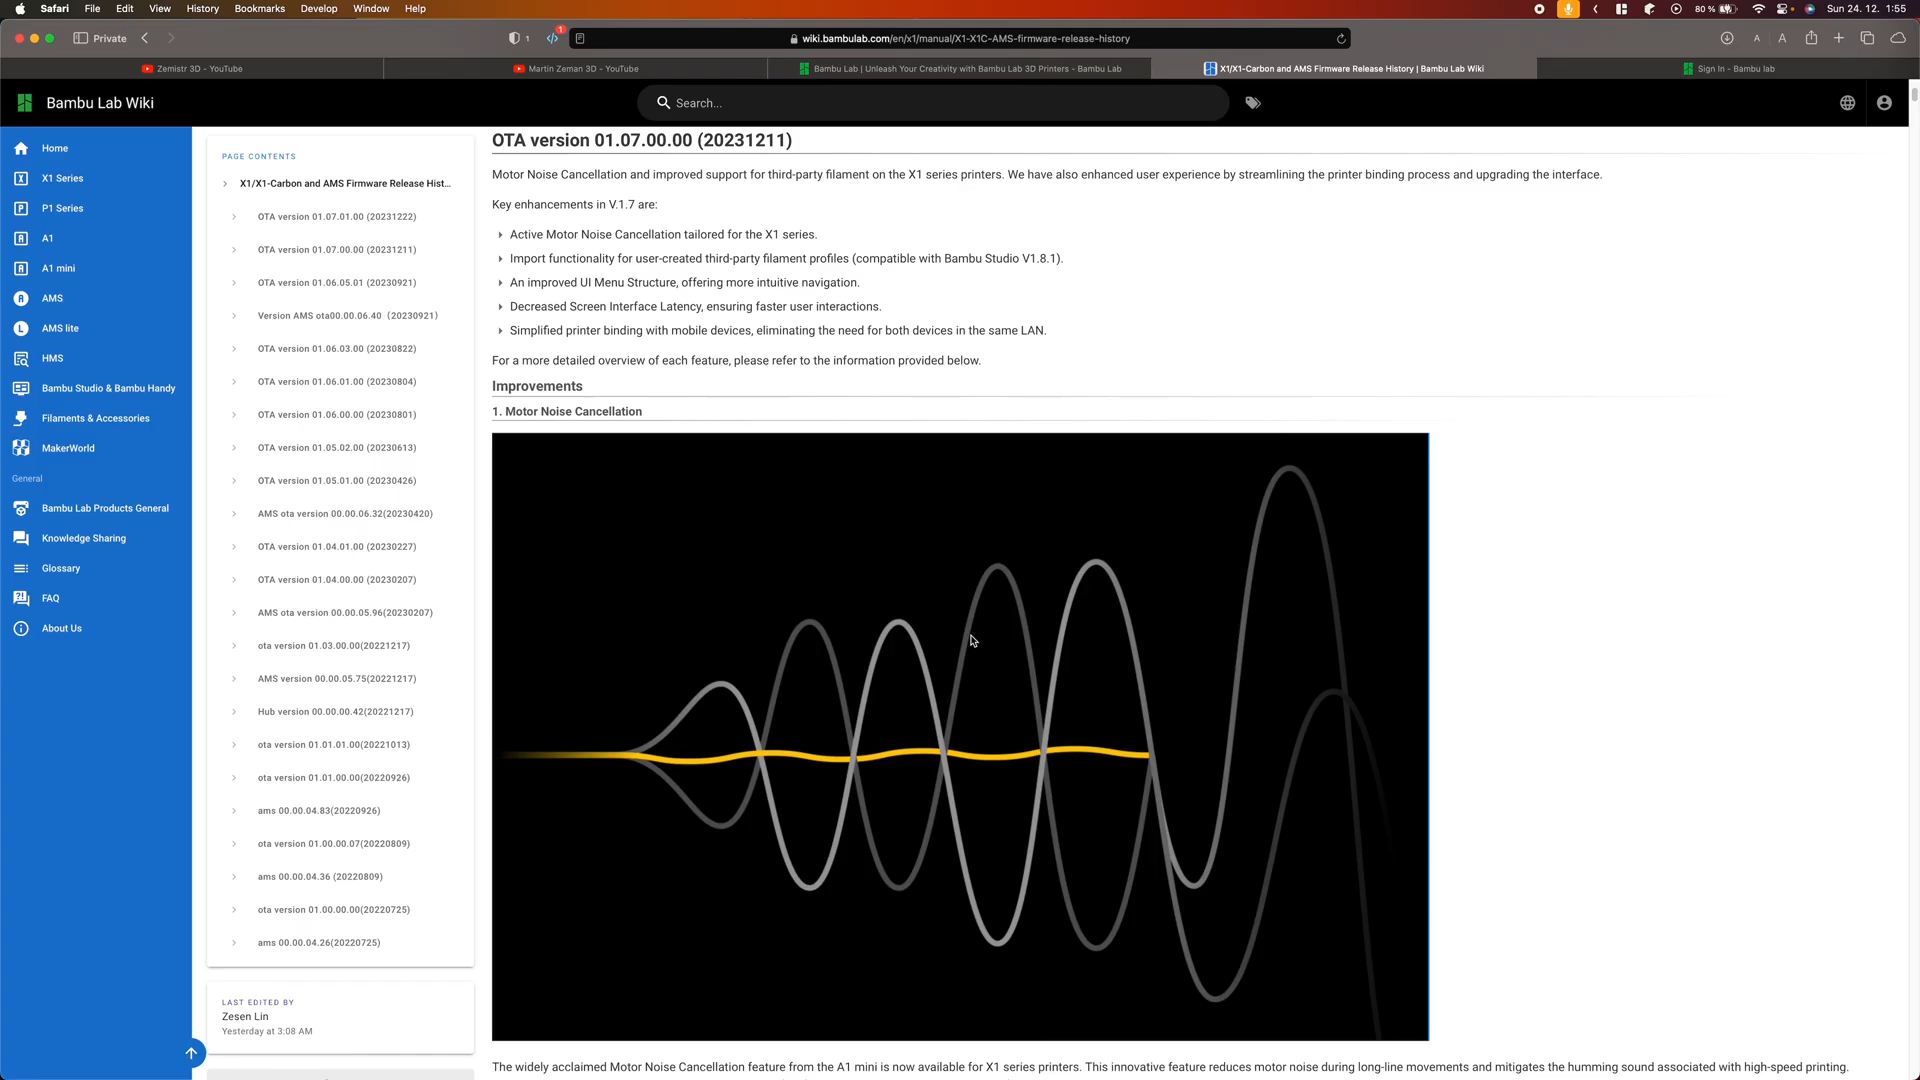 Safari File Edit View History Bookmarks Develop Window Help
80 % Sun 24. 12. 1:55
Private 1 1 wiki.bambulab.com/en/x1/manual/X1-X1C-AMS-firmware-release-history A A
Zemistr 3D - YouTube
Martin Zeman 3D - YouTube
Bambu Lab | Unleash Your Creativity with Bambu Lab 3D Printers - Bambu Lab
X1/X1-Carbon and AMS Firmware Release History | Bambu Lab Wiki
Sign In - Bambu lab
Bambu Lab Wiki
Search...
Home
X1 Series
P1 Series
A1
A1 mini
AMS
AMS lite
HMS
Bambu Studio & Bambu Handy
Filaments & Accessories
MakerWorld
General
Bambu Lab Products General
Knowledge Sharing
Glossary
FAQ
About Us
PAGE CONTENTS
X1/X1-Carbon and AMS Firmware Release Hist...
OTA version 01.07.01.00 (20231222)
OTA version 01.07.00.00 (20231211)
OTA version 01.06.05.01 (20230921)
Version AMS ota00.00.06.40（20230921）
OTA version 01.06.03.00 (20230822)
OTA version 01.06.01.00 (20230804)
OTA version 01.06.00.00 (20230801)
OTA version 01.05.02.00 (20230613)
OTA version 01.05.01.00 (20230426)
AMS ota version 00.00.06.32(20230420)
OTA version 01.04.01.00 (20230227)
OTA version 01.04.00.00 (20230207)
AMS ota version 00.00.05.96(20230207)
ota version 01.03.00.00(20221217)
AMS version 00.00.05.75(20221217)
Hub version 00.00.00.42(20221217)
ota version 01.01.01.00(20221013)
ota version 01.01.00.00(20220926)
ams 00.00.04.83(20220926)
ota version 01.00.00.07(20220809)
ams 00.00.04.36 (20220809)
ota version 01.00.00.00(20220725)
ams 00.00.04.26(20220725)
LAST EDITED BY
Zesen Lin
Yesterday at 3:08 AM
OTA version 01.07.00.00 (20231211)
Motor Noise Cancellation and improved support for third-party filament on the X1 series printers. We have also enhanced user experience by streamlining the printer binding process and upgrading the interface.
Key enhancements in V.1.7 are:
Active Motor Noise Cancellation tailored for the X1 series.
Import functionality for user-created third-party filament profiles (compatible with Bambu Studio V1.8.1).
An improved UI Menu Structure, offering more intuitive navigation.
Decreased Screen Interface Latency, ensuring faster user interactions.
Simplified printer binding with mobile devices, eliminating the need for both devices in the same LAN.
For a more detailed overview of each feature, please refer to the information provided below.
Improvements
1. Motor Noise Cancellation
The widely acclaimed Motor Noise Cancellation feature from the A1 mini is now available for X1 series printers. This innovative feature reduces motor noise during long-line movements and mitigates the humming sound associated with high-speed printing.